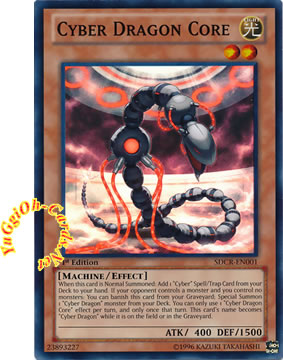 CYBER DRAGON CORE
LIGHT
光
YuGgiOh-Cards.Net
SDCR-EN001
1st Edition
[MACHINE/EFFECT]
When this card is Normal Summoned: Add 1 "Cyber" Spell/Trap Card from your
Deck to your hand. If your opponent controls a monster and you control no
monsters: You can banish this card from your Graveyard; Special Summon
1 "Cyber Dragon" monster from your Deck. You can only use 1 "Cyber Dragon
Core" effect per turn, and only once that turn. This card's name becomes
"Cyber Dragon" while it is on the field or in the Graveyard.
ATK/ 400 DEF/1500
23893227
©1996 KAZUKI TAKAHASHI